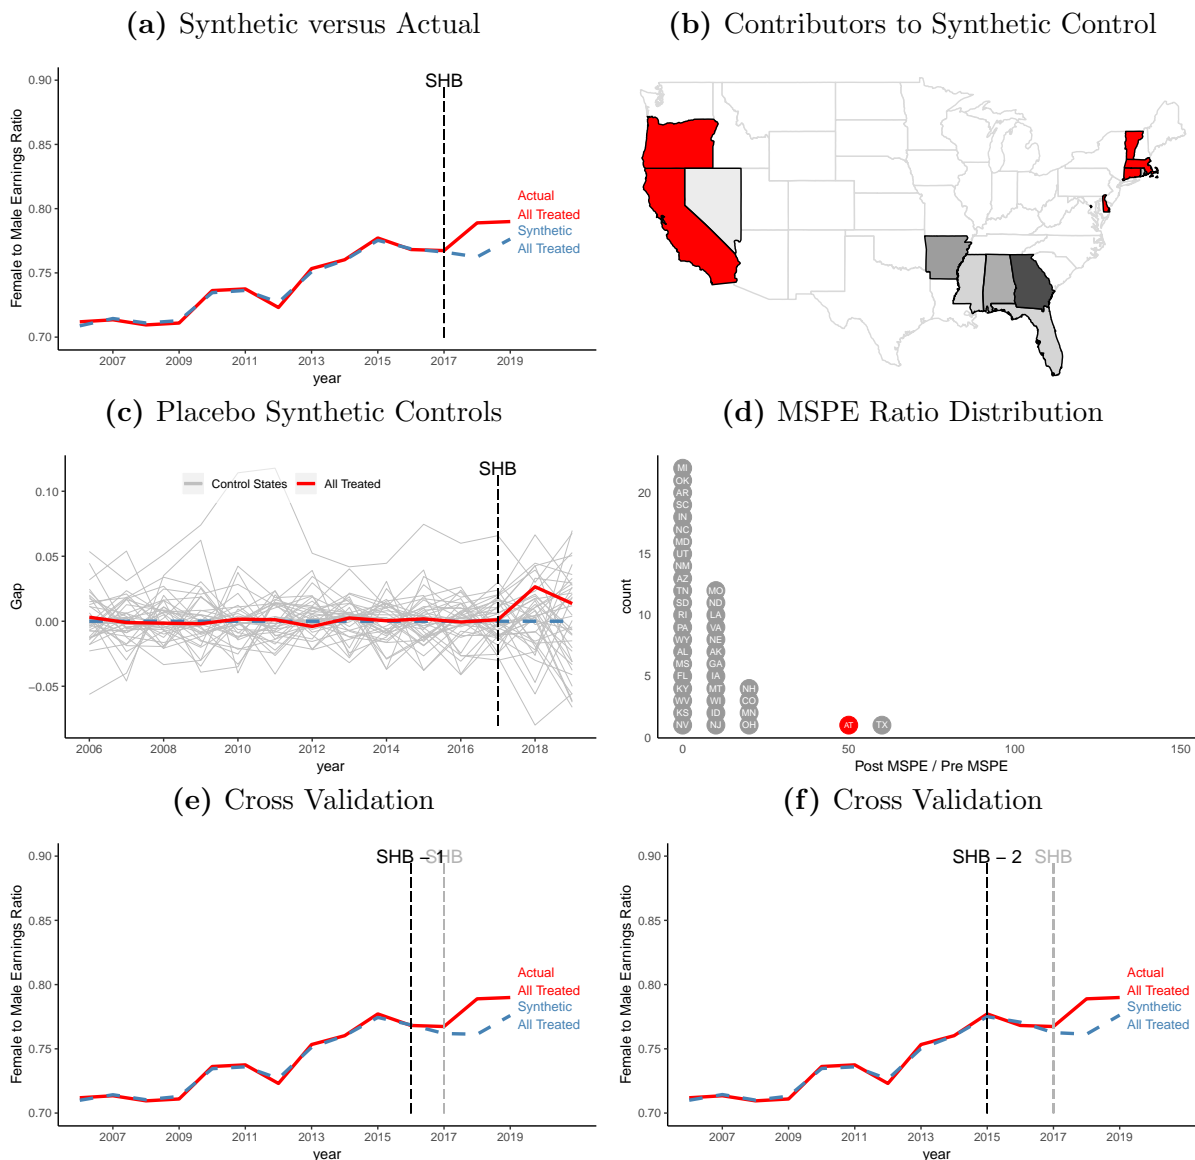 (a) Synthetic versus Actual
0.90
0.85
0.80
0.75
0.70
Female to Male Earnings Ratio
SHB
Actual
All Treated
Synthetic
All Treated
2007 2009 2011 2013 2015 2017 2019
year
(b) Contributors to Synthetic Control
(c) Placebo Synthetic Controls
0.10
0.05
0.00
−0.05
Gap
SHB
Control States All Treated
2006 2008 2010 2012 2014 2016 2018
year
(d) MSPE Ratio Distribution
20
15
10
5
0
count
MI
OK
AR
SC
IN
NC
MD
UT
NM
AZ
TN
SD
RI
PA
WY
AL
MS
FL
KY
WV
KS
NV
MO
ND
LA
VA
NE
AK
GA
IA
MT
WI
ID
NJ
NH
CO
MN
OH
AT
TX
0 50 100 150
Post MSPE / Pre MSPE
(e) Cross Validation
0.90
0.85
0.80
0.75
0.70
Female to Male Earnings Ratio
SHB − 1 SHB
Actual
All Treated
Synthetic
All Treated
2007 2009 2011 2013 2015 2017 2019
year
(f) Cross Validation
0.90
0.85
0.80
0.75
0.70
Female to Male Earnings Ratio
SHB − 2 SHB
Actual
All Treated
Synthetic
All Treated
2007 2009 2011 2013 2015 2017 2019
year